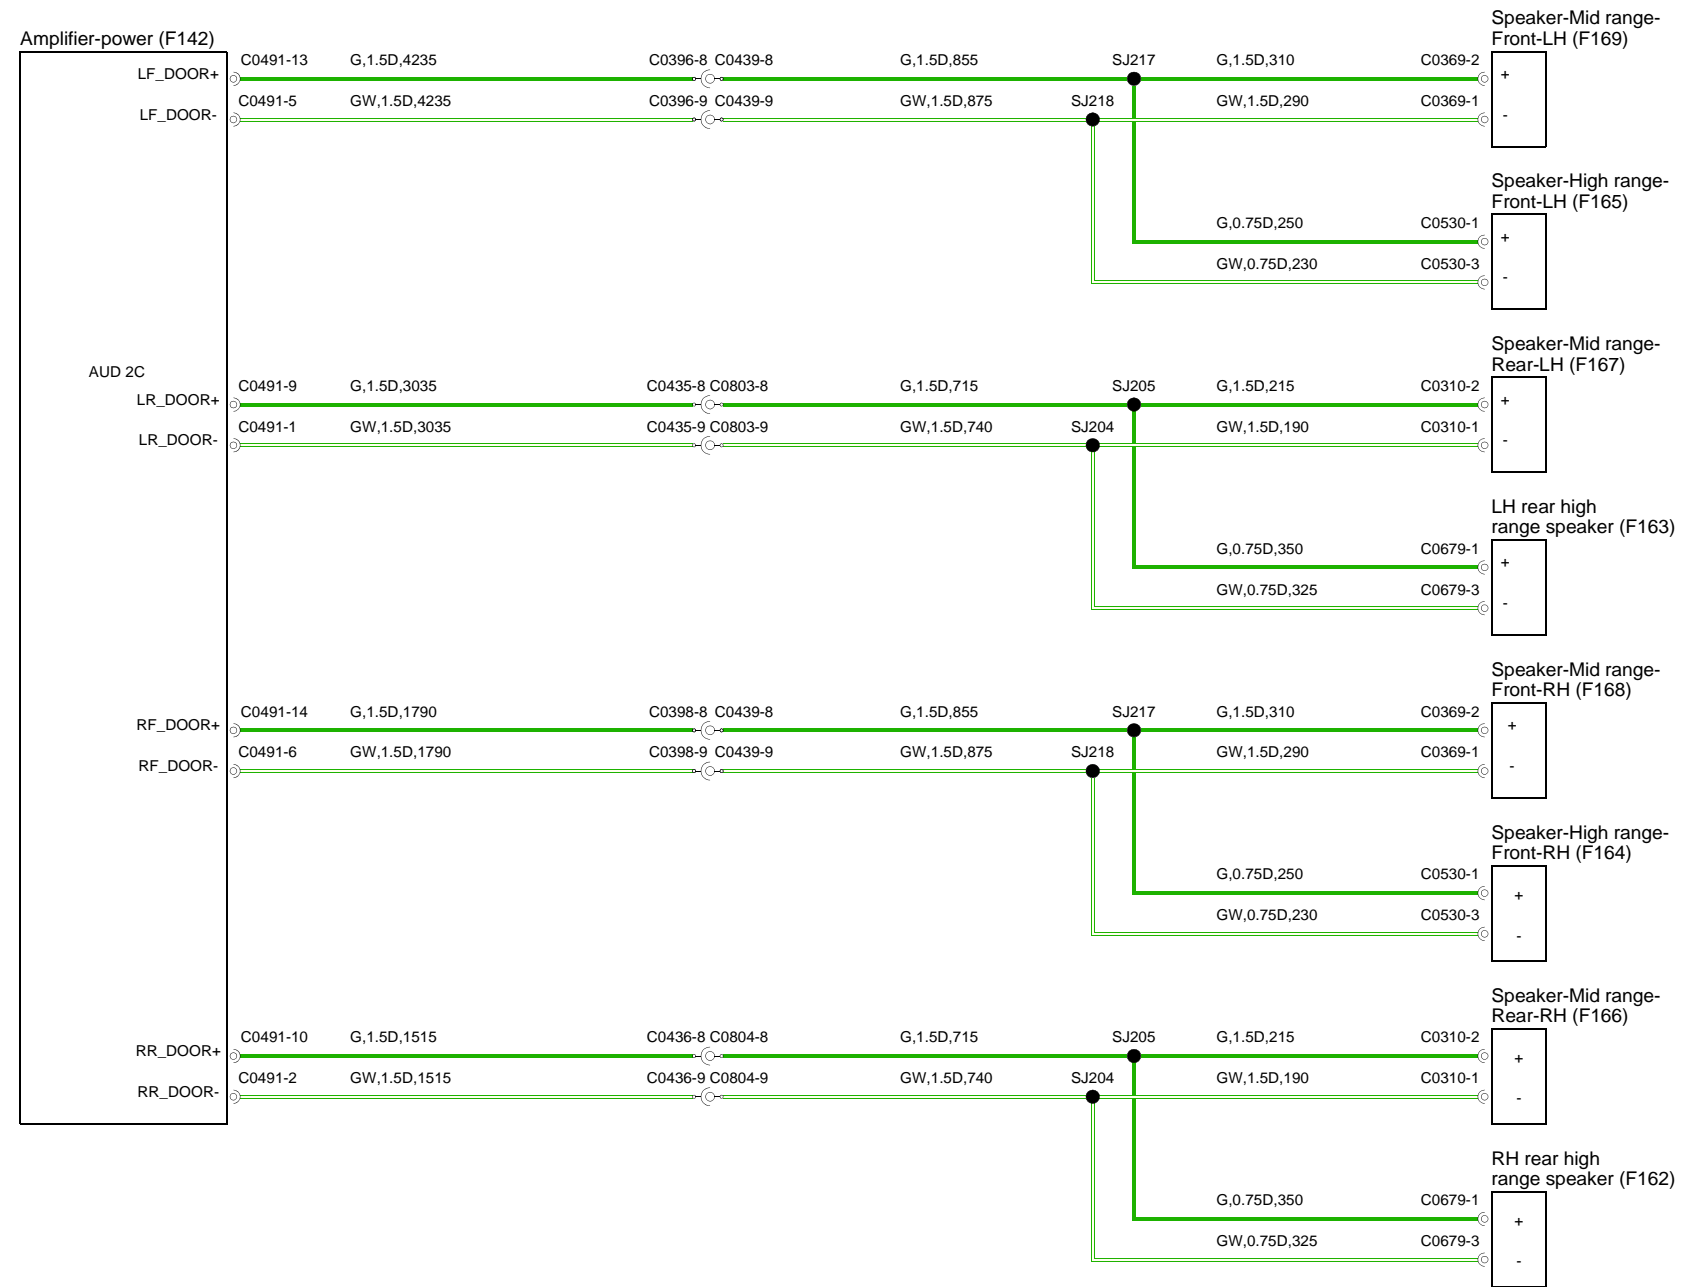 Speaker-Mid range-
Front-LH (F169)
Amplifier-power (F142)
C0491-13 G,1.5D,4235 C0396-8 C0439-8 G,1.5D,855 SJ217 G,1.5D,310 C0369-2
LF_DOOR+ +
C0491-5 GW,1.5D,4235 C0396-9 C0439-9 GW,1.5D,875 SJ218 GW,1.5D,290 C0369-1
LF_DOOR- -
Speaker-High range-
Front-LH (F165)
G,0.75D,250 C0530-1
+
GW,0.75D,230 C0530-3
-
Speaker-Mid range-
Rear-LH (F167)
AUD 2C
C0491-9 G,1.5D,3035 C0435-8 C0803-8 G,1.5D,715 SJ205 G,1.5D,215 C0310-2
LR_DOOR+ +
C0491-1 GW,1.5D,3035 C0435-9 C0803-9 GW,1.5D,740 SJ204 GW,1.5D,190 C0310-1
LR_DOOR- -
LH rear high
range speaker (F163)
G,0.75D,350 C0679-1
+
GW,0.75D,325 C0679-3
-
Speaker-Mid range-
Front-RH (F168)
C0491-14 G,1.5D,1790 C0398-8 C0439-8 G,1.5D,855 SJ217 G,1.5D,310 C0369-2
RF_DOOR+ +
C0491-6 GW,1.5D,1790 C0398-9 C0439-9 GW,1.5D,875 SJ218 GW,1.5D,290 C0369-1
RF_DOOR- -
Speaker-High range-
Front-RH (F164)
G,0.75D,250 C0530-1
+
GW,0.75D,230 C0530-3
-
Speaker-Mid range-
Rear-RH (F166)
C0491-10 G,1.5D,1515 C0436-8 C0804-8 G,1.5D,715 SJ205 G,1.5D,215 C0310-2
RR_DOOR+ +
C0491-2 GW,1.5D,1515 C0436-9 C0804-9 GW,1.5D,740 SJ204 GW,1.5D,190 C0310-1
RR_DOOR- -
RH rear high
range speaker (F162)
G,0.75D,350 C0679-1
+
GW,0.75D,325 C0679-3
-